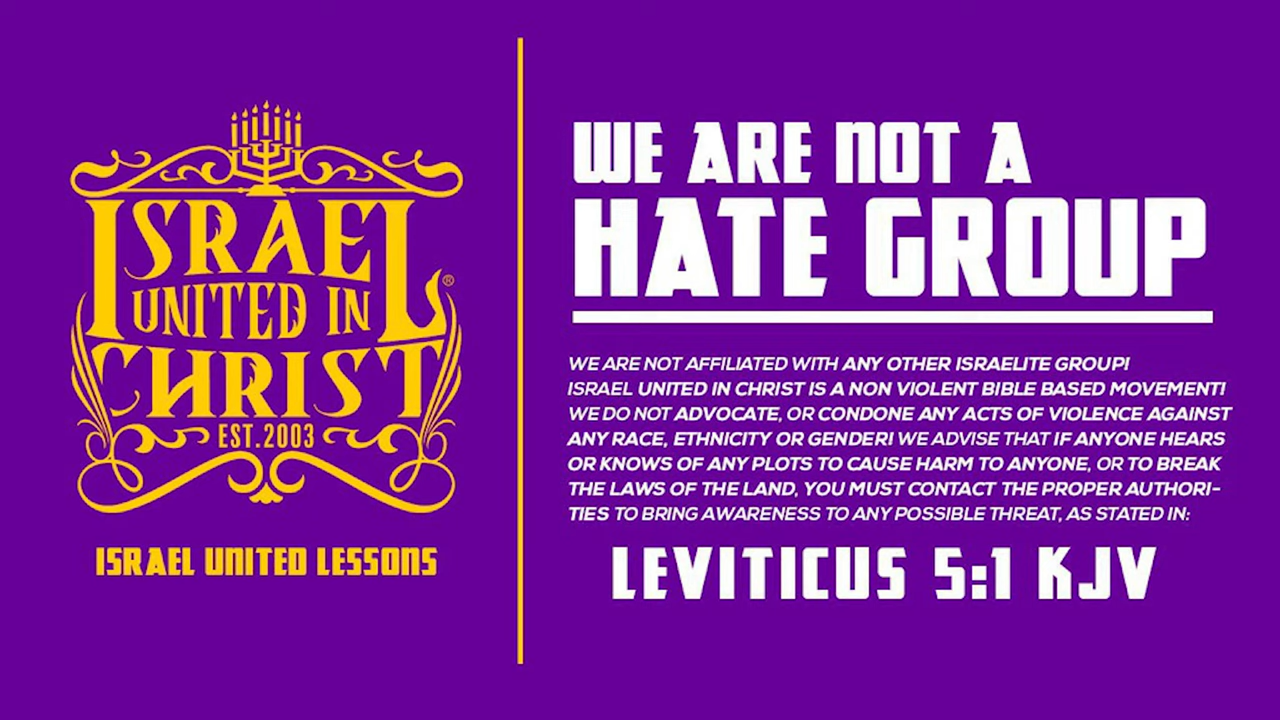 ISRAEL
UNITED IN
CHRIST
EST.2003
®
ISRAEL UNITED LESSONS
WE ARE NOT A
HATE GROUP
WE ARE NOT AFFILIATED WITH ANY OTHER ISRAELITE GROUP!
ISRAEL UNITED IN CHRIST IS A NON VIOLENT BIBLE BASED MOVEMENT!
WE DO NOT ADVOCATE, OR CONDONE ANY ACTS OF VIOLENCE AGAINST
ANY RACE, ETHNICITY OR GENDER! WE ADVISE THAT IF ANYONE HEARS
OR KNOWS OF ANY PLOTS TO CAUSE HARM TO ANYONE, OR TO BREAK
THE LAWS OF THE LAND, YOU MUST CONTACT THE PROPER AUTHORI-
TIES TO BRING AWARENESS TO ANY POSSIBLE THREAT, AS STATED IN:
LEVITICUS 5:1 KJV